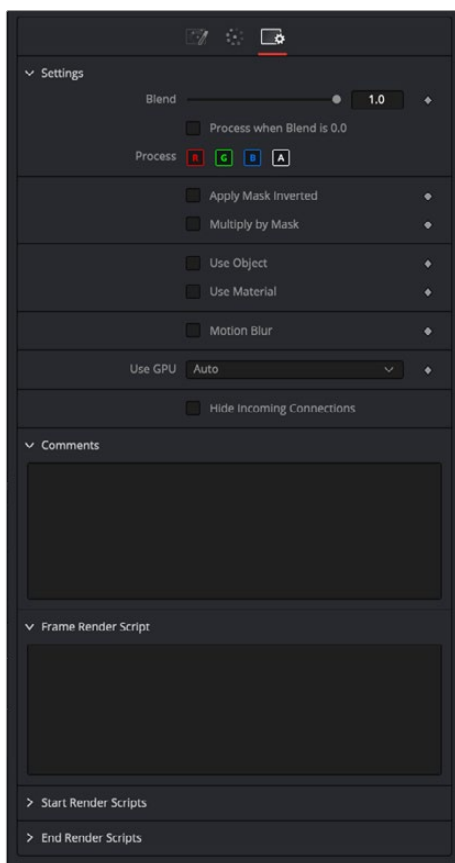 Settings
Blend 1.0
Process when Blend is 0.0
Process R G B A
Apply Mask Inverted
Multiply by Mask
Use Object
Use Material
Motion Blur
Use GPU Auto
Hide Incoming Connections
Comments
Frame Render Script
Start Render Scripts
End Render Scripts